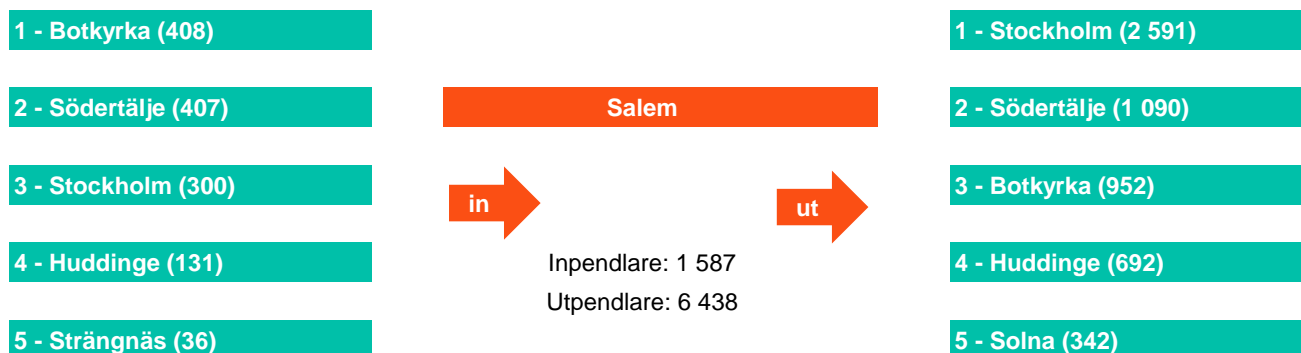 1 - Botkyrka (408)
2 - Södertälje (407)
3 - Stockholm (300)
4 - Huddinge (131)
5 - Strängnäs (36)
Salem
in
ut
Inpendlare: 1 587
Utpendlare: 6 438
1 - Stockholm (2 591)
2 - Södertälje (1 090)
3 - Botkyrka (952)
4 - Huddinge (692)
5 - Solna (342)